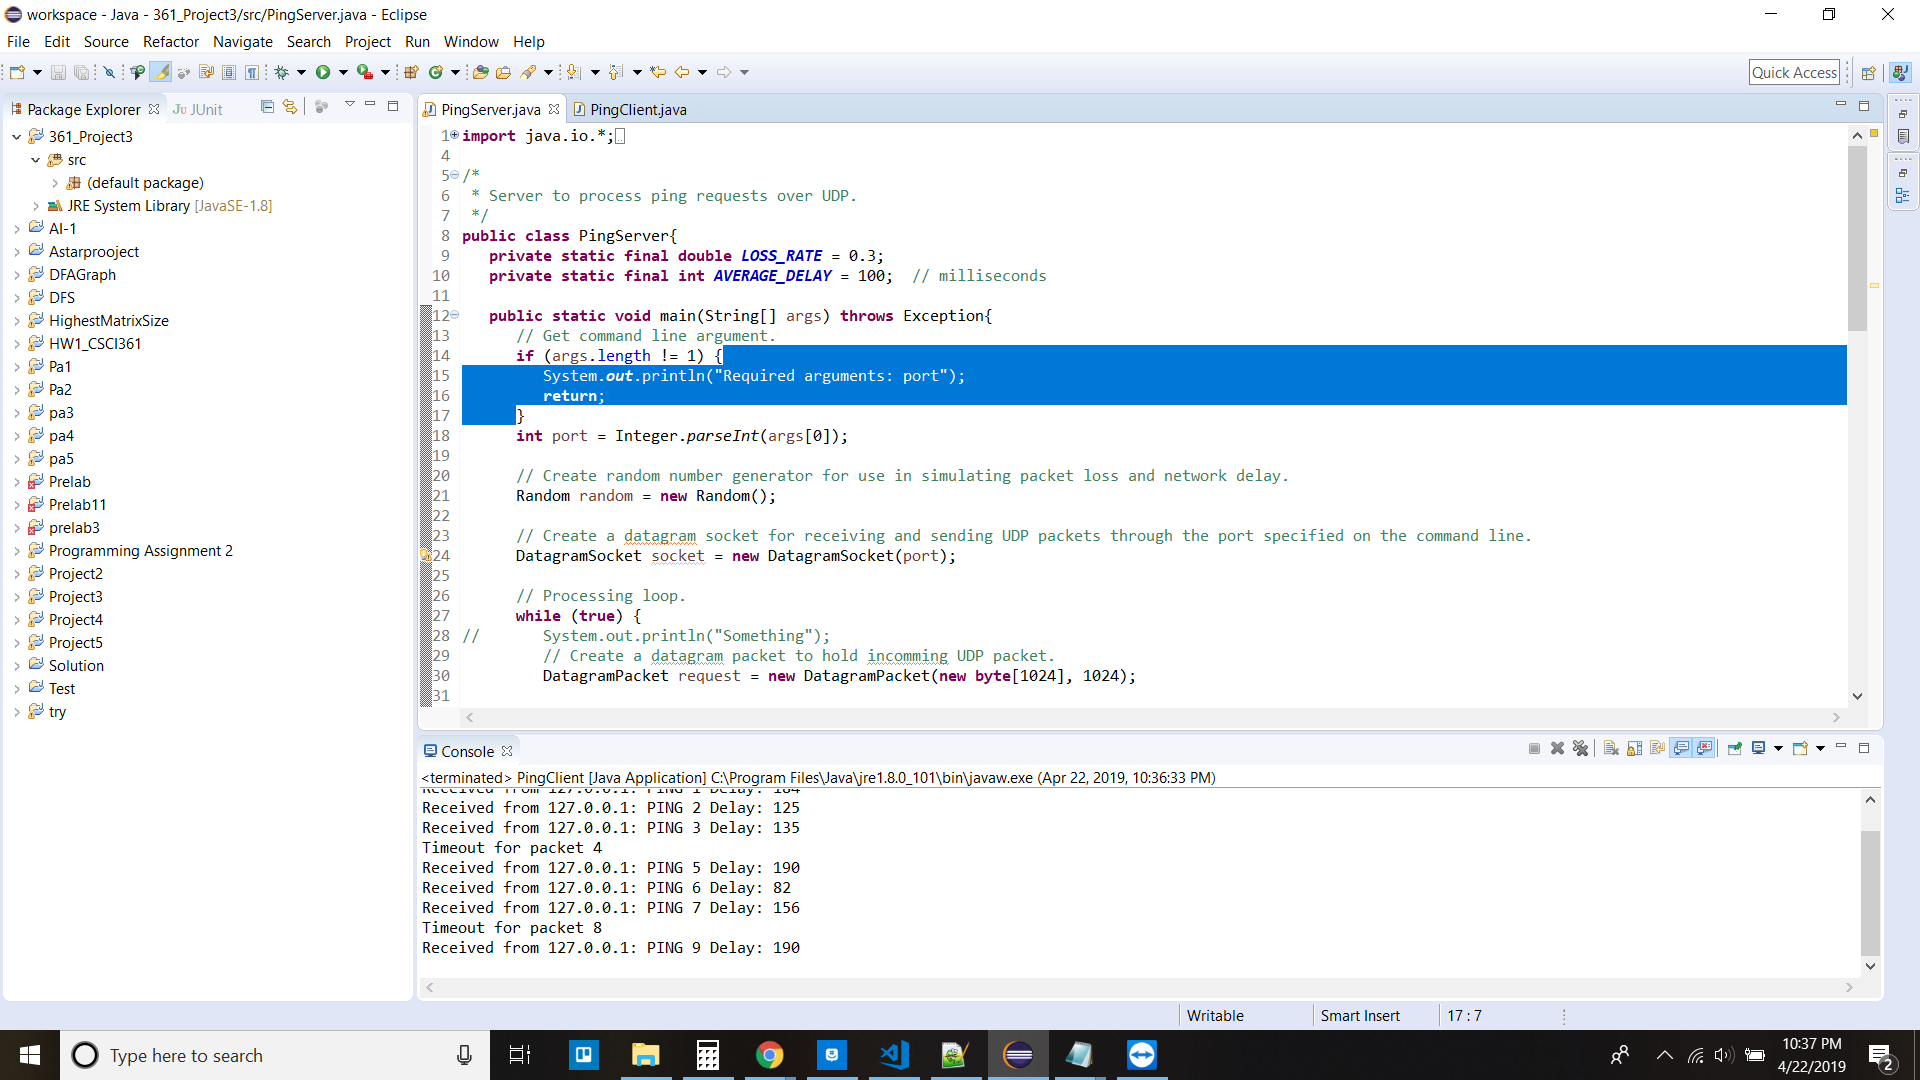 workspace - Java - 361_Project3/src/PingServer.java - Eclipse
File Edit Source Refactor Navigate Search Project Run Window Help
Quick Access
Package Explorer JUnit
361_Project3
src
(default package)
JRE System Library [JavaSE-1.8]
AI-1
Astarprooject
DFAGraph
DFS
HighestMatrixSize
HW1_CSCI361
Pa1
Pa2
pa3
pa4
pa5
Prelab
Prelab11
prelab3
Programming Assignment 2
Project2
Project3
Project4
Project5
Solution
Test
try
PingServer.java PingClient.java
1 import java.io.*;
4
5 /*
6 * Server to process ping requests over UDP.
7 */
8 public class PingServer{
9 private static final double LOSS_RATE = 0.3;
10 private static final int AVERAGE_DELAY = 100; // milliseconds
11
12 public static void main(String[] args) throws Exception{
13 // Get command line argument.
14 if (args.length != 1) {
15 System.out.println("Required arguments: port");
16 return;
17 }
18 int port = Integer.parseInt(args[0]);
19
20 // Create random number generator for use in simulating packet loss and network delay.
21 Random random = new Random();
22
23 // Create a datagram socket for receiving and sending UDP packets through the port specified on the command line.
24 DatagramSocket socket = new DatagramSocket(port);
25
26 // Processing loop.
27 while (true) {
28 // System.out.println("Something");
29 // Create a datagram packet to hold incomming UDP packet.
30 DatagramPacket request = new DatagramPacket(new byte[1024], 1024);
31
Console
<terminated> PingClient [Java Application] C:\Program Files\Java\jre1.8.0_101\bin\javaw.exe (Apr 22, 2019, 10:36:33 PM)
Received from 127.0.0.1: PING 1 Delay: 184
Received from 127.0.0.1: PING 2 Delay: 125
Received from 127.0.0.1: PING 3 Delay: 135
Timeout for packet 4
Received from 127.0.0.1: PING 5 Delay: 190
Received from 127.0.0.1: PING 6 Delay: 82
Received from 127.0.0.1: PING 7 Delay: 156
Timeout for packet 8
Received from 127.0.0.1: PING 9 Delay: 190
Writable Smart Insert 17 : 7
Type here to search
10:37 PM
4/22/2019
2